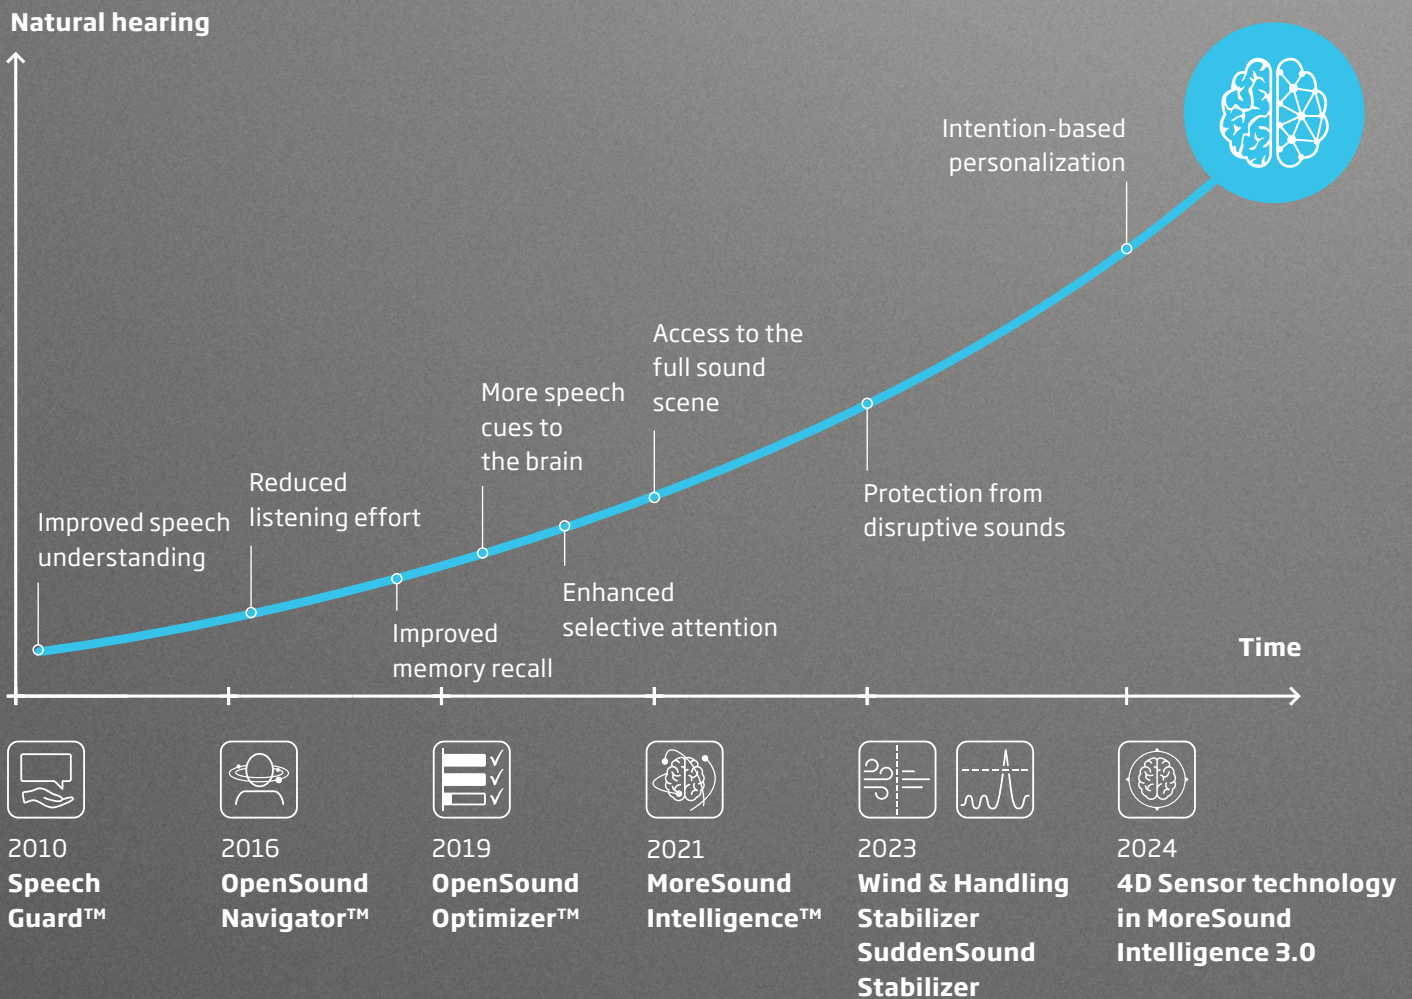 Natural hearing
Intention-based
personalization
Access to the
full sound
scene
More speech
cues to
the brain
Reduced
listening effort
Improved speech
understanding
Protection from
disruptive sounds
Enhanced
selective attention
Improved
memory recall
Time
2010
Speech
Guard™
2016
OpenSound
Navigator™
2019
OpenSound
Optimizer™
2021
MoreSound
Intelligence™
2023
Wind & Handling
Stabilizer
SuddenSound
Stabilizer
2024
4D Sensor technology
in MoreSound
Intelligence 3.0